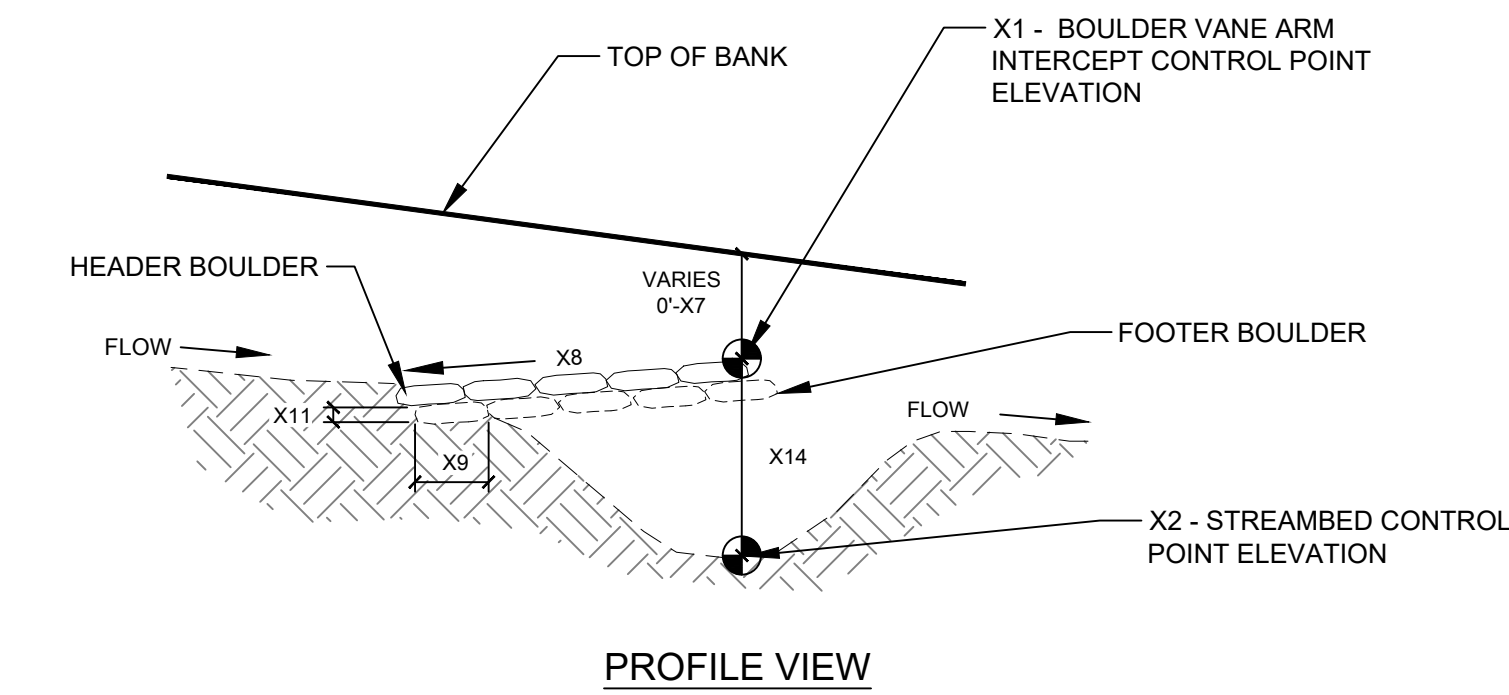 X1 - BOULDER VANE ARM
INTERCEPT CONTROL POINT
ELEVATION
TOP OF BANK
HEADER BOULDER
VARIES
0'-X7
FOOTER BOULDER
FLOW
X8
X11
FLOW
X9
X14
X2 - STREAMBED CONTROL
POINT ELEVATION
PROFILE VIEW